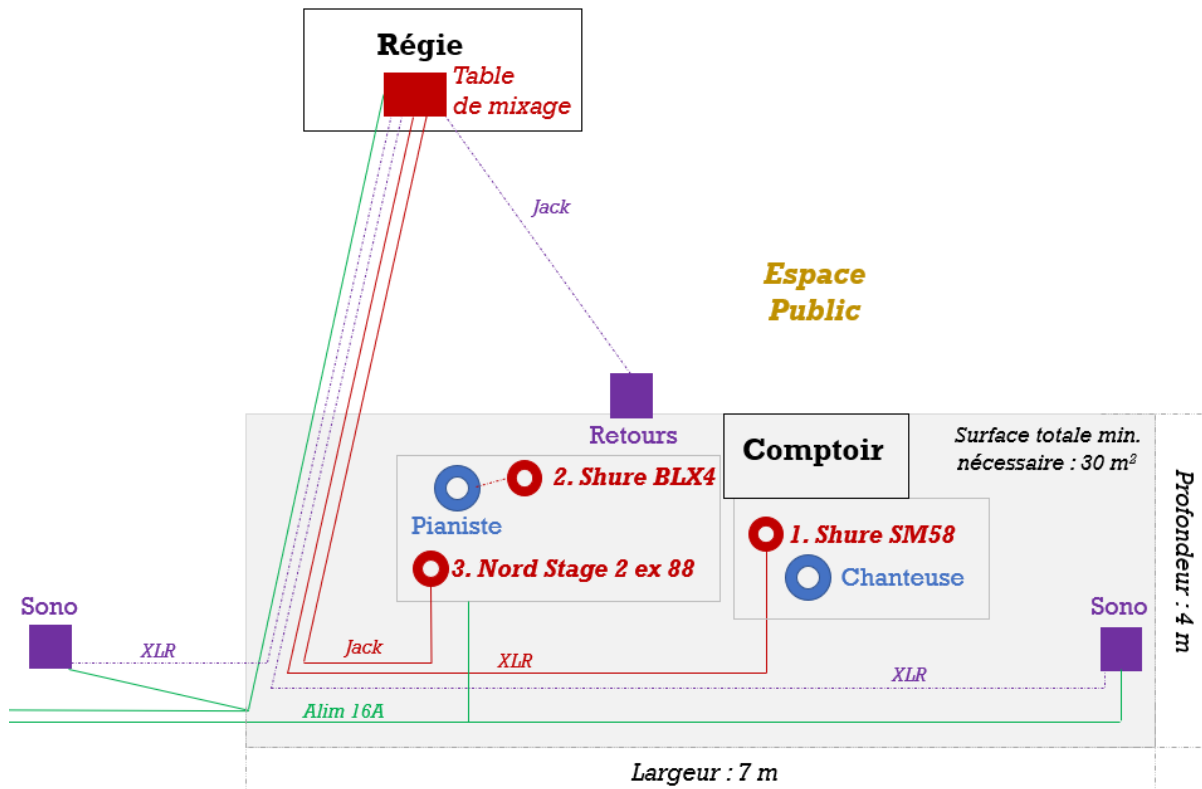 Régie
Table
de mixage
Jack
Espace
Public
Retours
Comptoir
Surface totale min.
nécessaire : 30 m²
2. Shure BLX4
Pianiste
1. Shure SM58
3. Nord Stage 2 ex 88
Chanteuse
Profondeur : 4 m
Sono
Sono
XLR
Jack
XLR
XLR
Alim 16A
Largeur : 7 m